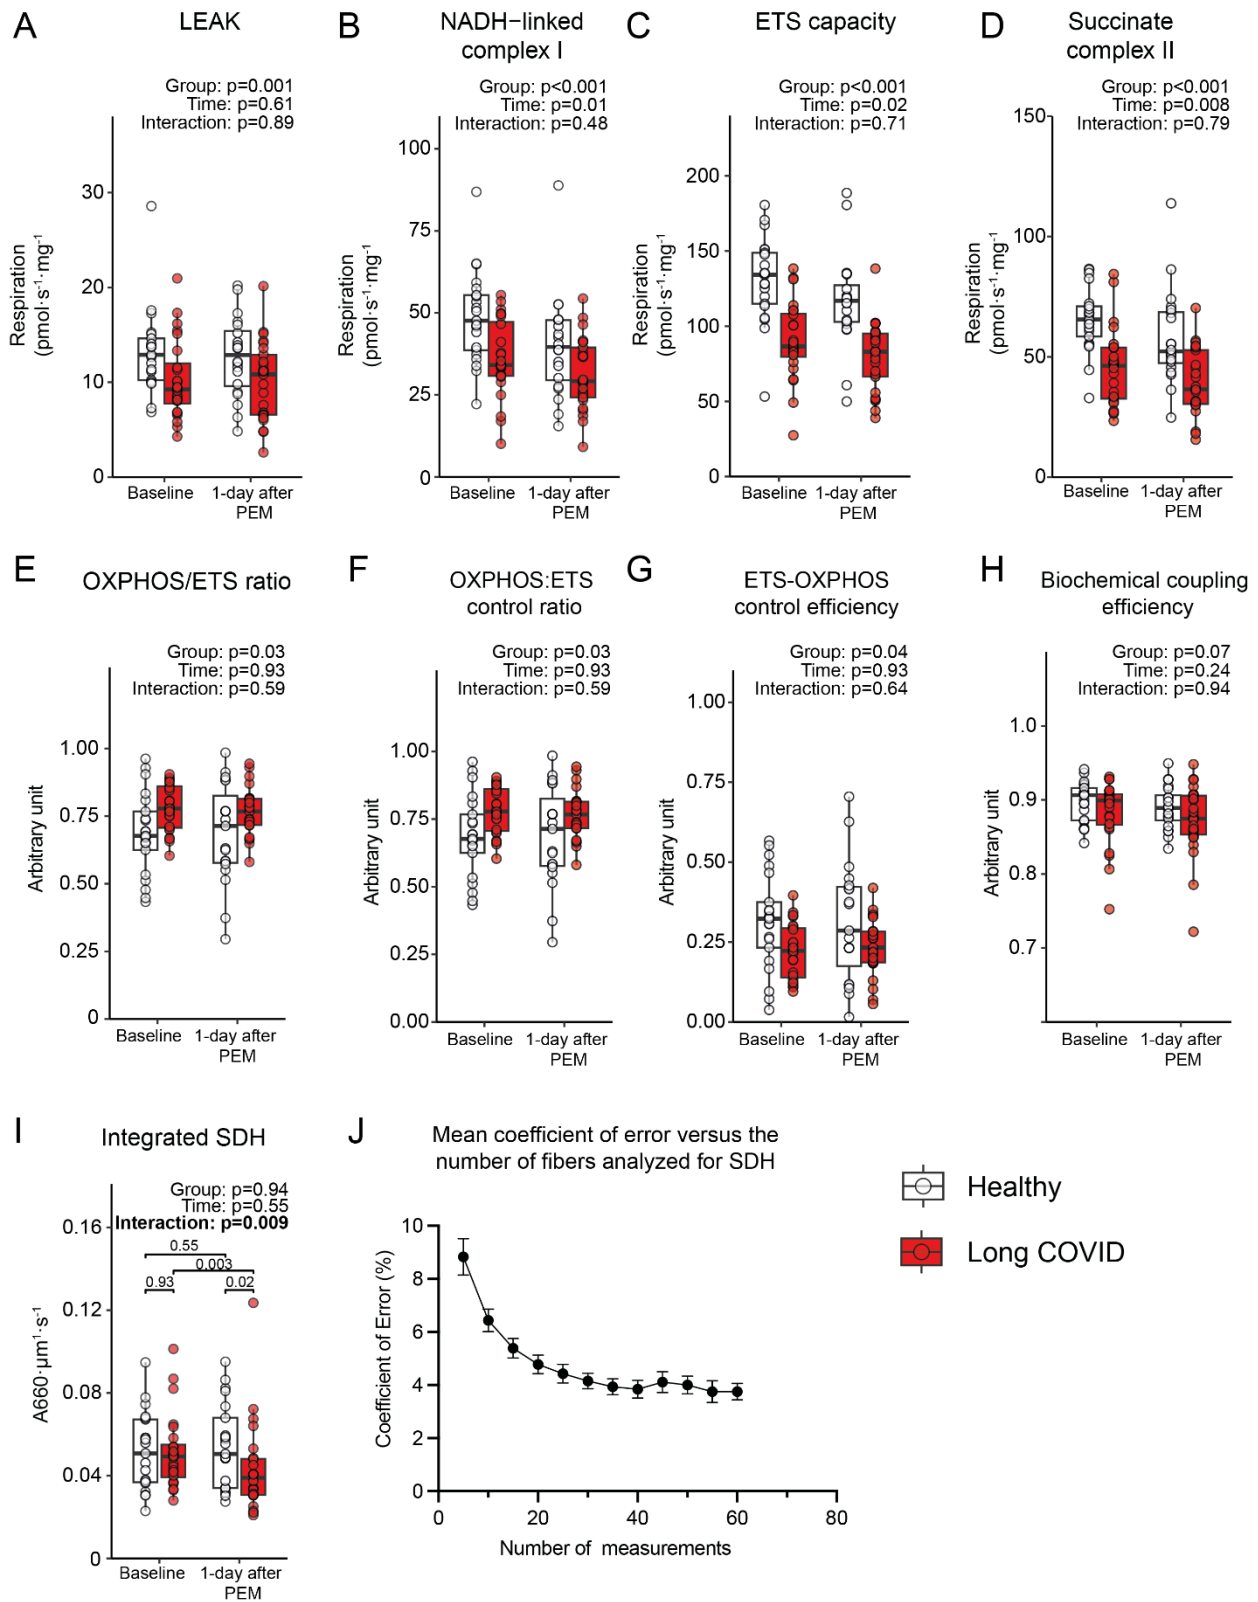 A
LEAK
Group: p=0.001
Time: p=0.61
Interaction: p=0.89
Respiration
(pmol·s⁻¹·mg⁻¹)
30
20
10
0
Baseline
1-day after
PEM
B
NADH−linked
complex I
Group: p<0.001
Time: p=0.01
Interaction: p=0.48
Respiration
(pmol·s⁻¹·mg⁻¹)
100
75
50
25
0
Baseline
1-day after
PEM
C
ETS capacity
Group: p<0.001
Time: p=0.02
Interaction: p=0.71
Respiration
(pmol·s⁻¹·mg⁻¹)
200
150
100
50
0
Baseline
1-day after
PEM
D
Succinate
complex II
Group: p<0.001
Time: p=0.008
Interaction: p=0.79
Respiration
(pmol·s⁻¹·mg⁻¹)
150
100
50
0
Baseline
1-day after
PEM
E
OXPHOS/ETS ratio
Group: p=0.03
Time: p=0.93
Interaction: p=0.59
Arbitrary unit
1.00
0.75
0.50
0.25
0
Baseline
1-day after
PEM
F
OXPHOS:ETS
control ratio
Group: p=0.03
Time: p=0.93
Interaction: p=0.59
Arbitrary unit
1.00
0.75
0.50
0.25
0.00
Baseline
1-day after
PEM
G
ETS-OXPHOS
control efficiency
Group: p=0.04
Time: p=0.93
Interaction: p=0.64
Arbitrary unit
1.00
0.75
0.50
0.25
0.00
Baseline
1-day after
PEM
H
Biochemical coupling
efficiency
Group: p=0.07
Time: p=0.24
Interaction: p=0.94
Arbitrary unit
1.0
0.9
0.8
0.7
Baseline
1-day after
PEM
I
Integrated SDH
Group: p=0.94
Time: p=0.55
Interaction: p=0.009
0.55
0.003
0.93
0.02
A660·µm¹·s⁻¹
0.16
0.12
0.08
0.04
0
Baseline
1-day after
PEM
J
Mean coefficient of error versus the
number of fibers analyzed for SDH
Coefficient of Error (%)
10
8
6
4
2
0
0
20
40
60
80
Number of measurements
Healthy
Long COVID